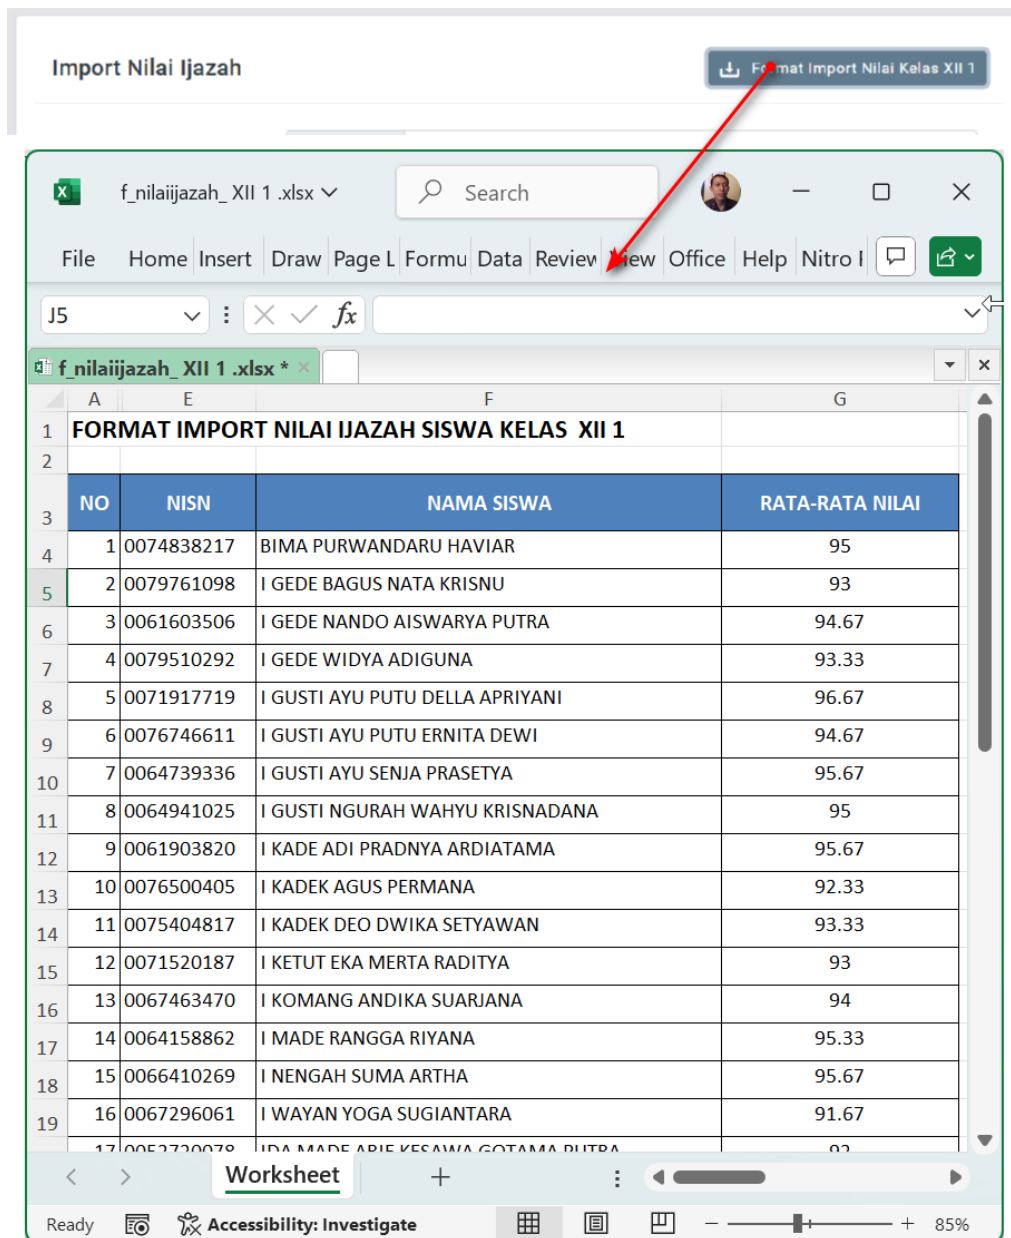 Import Nilai Ijazah
Format Import Nilai Kelas XII 1
f_nilaiijazah_ XII 1 .xlsx
Search
File Home Insert Draw Page L Formu Data Review View Office Help Nitro
J5 fx
f_nilaiijazah_ XII 1 .xlsx *
A E F G
1 FORMAT IMPORT NILAI IJAZAH SISWA KELAS XII 1
2
3 NO NISN NAMA SISWA RATA-RATA NILAI
4 1 0074838217 BIMA PURWANDARU HAVIAR 95
5 2 0079761098 I GEDE BAGUS NATA KRISNU 93
6 3 0061603506 I GEDE NANDO AISWARYA PUTRA 94.67
7 4 0079510292 I GEDE WIDYA ADIGUNA 93.33
8 5 0071917719 I GUSTI AYU PUTU DELLA APRIYANI 96.67
9 6 0076746611 I GUSTI AYU PUTU ERNITA DEWI 94.67
10 7 0064739336 I GUSTI AYU SENJA PRASETYA 95.67
11 8 0064941025 I GUSTI NGURAH WAHYU KRISNADANA 95
12 9 0061903820 I KADE ADI PRADNYA ARDIATAMA 95.67
13 10 0076500405 I KADEK AGUS PERMANA 92.33
14 11 0075404817 I KADEK DEO DWIKA SETYAWAN 93.33
15 12 0071520187 I KETUT EKA MERTA RADITYA 93
16 13 0067463470 I KOMANG ANDIKA SUARJANA 94
17 14 0064158862 I MADE RANGGA RIYANA 95.33
18 15 0066410269 I NENGAH SUMA ARTHA 95.67
19 16 0067296061 I WAYAN YOGA SUGIANTARA 91.67
17 IDA MADE ARIE KESAWA GOTAMA PUTRA
Worksheet
Ready Accessibility: Investigate 85%